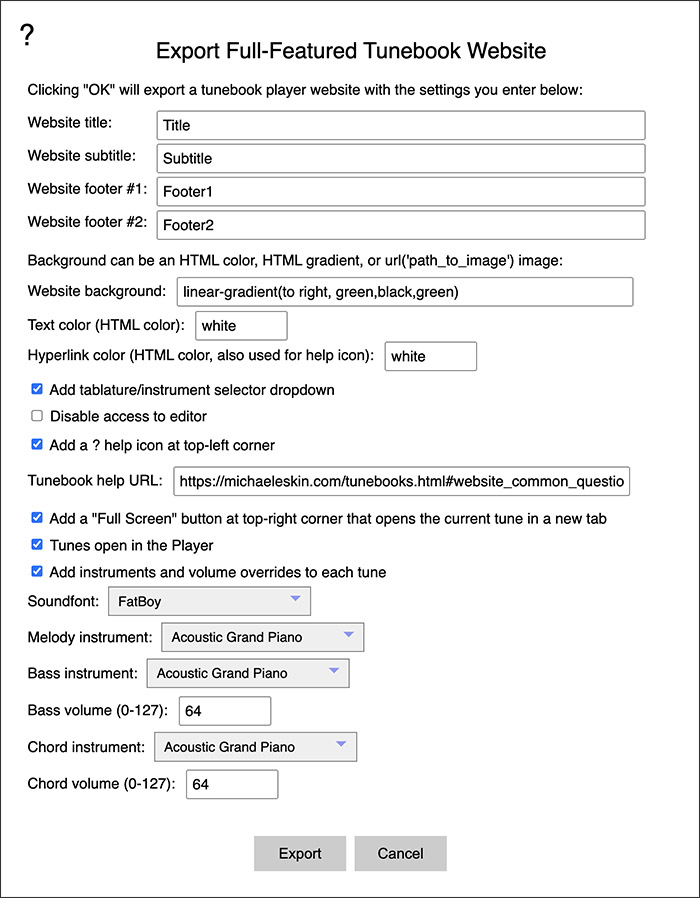 ?
Export Full-Featured Tunebook Website
Clicking "OK" will export a tunebook player website with the settings you enter below:
Website title: Title
Website subtitle: Subtitle
Website footer #1: Footer1
Website footer #2: Footer2
Background can be an HTML color, HTML gradient, or url('path_to_image') image:
Website background: linear-gradient(to right, green,black,green)
Text color (HTML color): white
Hyperlink color (HTML color, also used for help icon): white
Add tablature/instrument selector dropdown
Disable access to editor
Add a ? help icon at top-left corner
Tunebook help URL: https://michaeleskin.com/tunebooks.html#website_common_questio
Add a "Full Screen" button at top-right corner that opens the current tune in a new tab
Tunes open in the Player
Add instruments and volume overrides to each tune
Soundfont: FatBoy
Melody instrument: Acoustic Grand Piano
Bass instrument: Acoustic Grand Piano
Bass volume (0-127): 64
Chord instrument: Acoustic Grand Piano
Chord volume (0-127): 64
Export Cancel